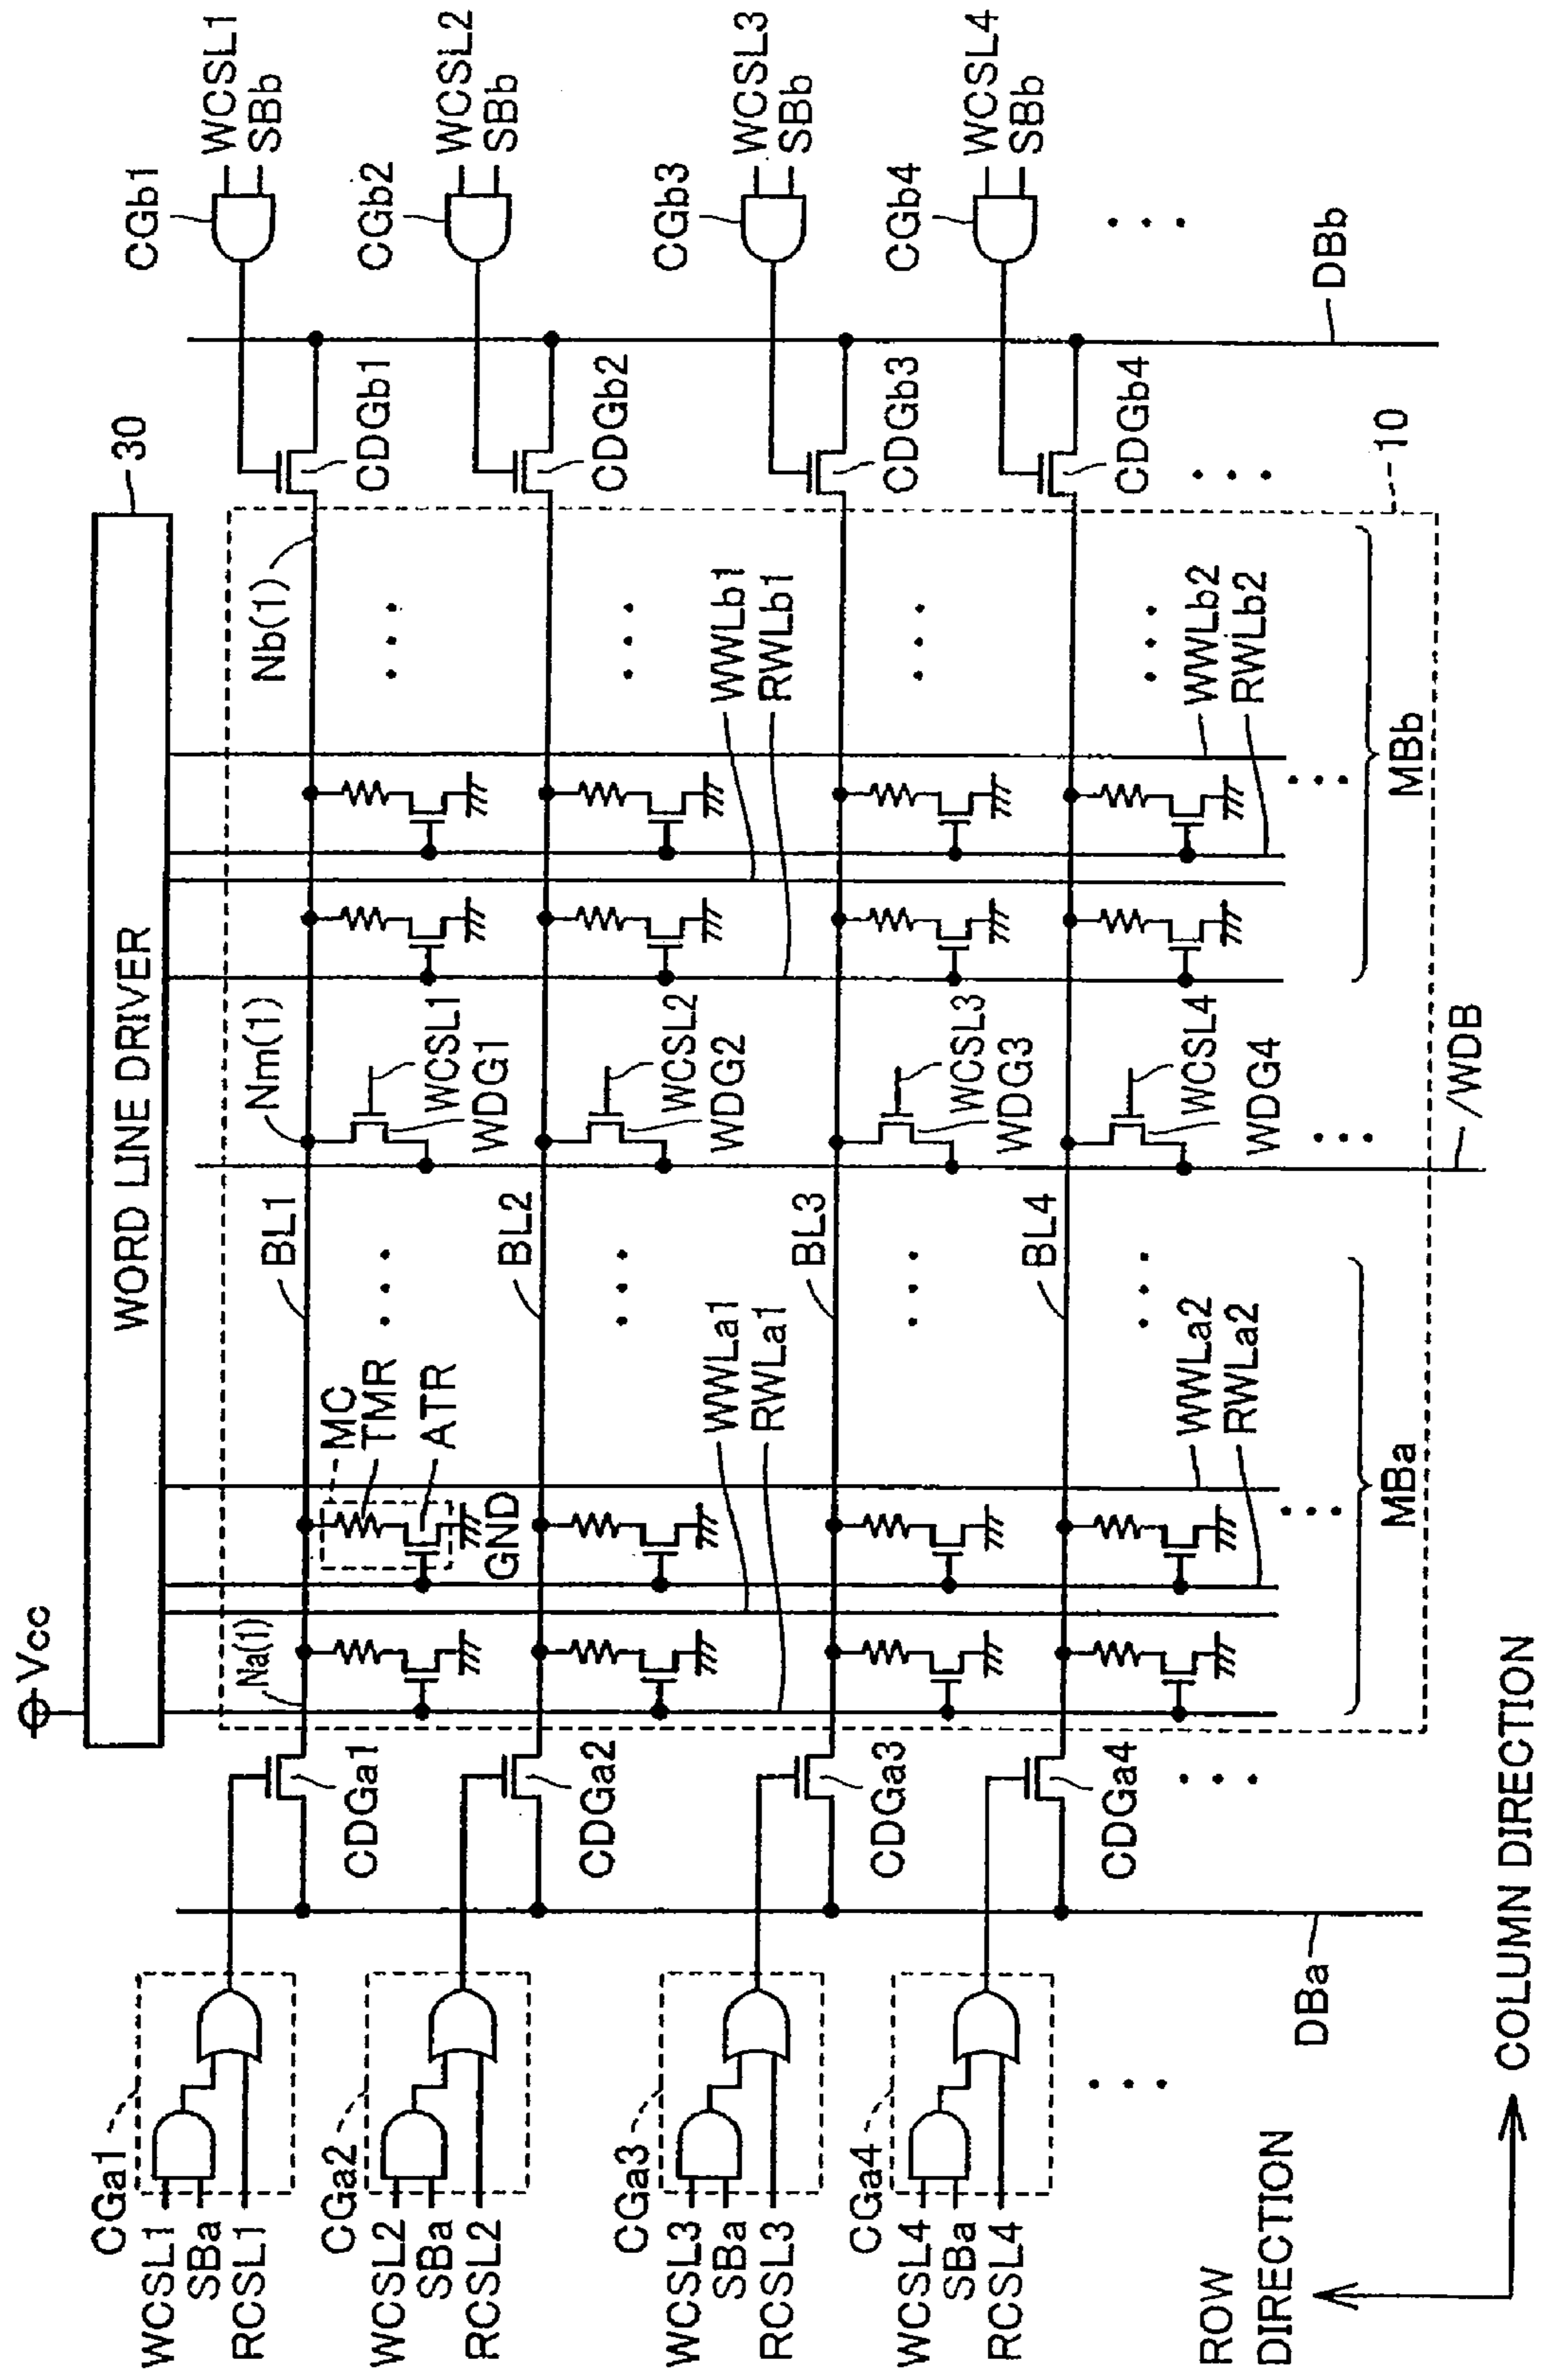 Vcc
30
WORD LINE DRIVER
CGa1
WCSL1
SBa
RCSL1
CDGa1
Na(1)
MC
TMR
ATR
GND
BL1
Nm(1)
WCSL1
WDG1
Nb(1)
CDGb1
CGb1
WCSL1
SBb
CGa2
WCSL2
SBa
RCSL2
CDGa2
BL2
WCSL2
WDG2
CDGb2
CGb2
WCSL2
SBb
WWLa1
RWLa1
WWLb1
RWLb1
CGa3
WCSL3
SBa
RCSL3
CDGa3
BL3
WCSL3
WDG3
CDGb3
CGb3
WCSL3
SBb
CGa4
WCSL4
SBa
RCSL4
CDGa4
BL4
WCSL4
WDG4
CDGb4
CGb4
WCSL4
SBb
WWLa2
RWLa2
WWLb2
RWLb2
DBa
MBa
/WDB
MBb
10
DBb
ROW
DIRECTION
COLUMN DIRECTION